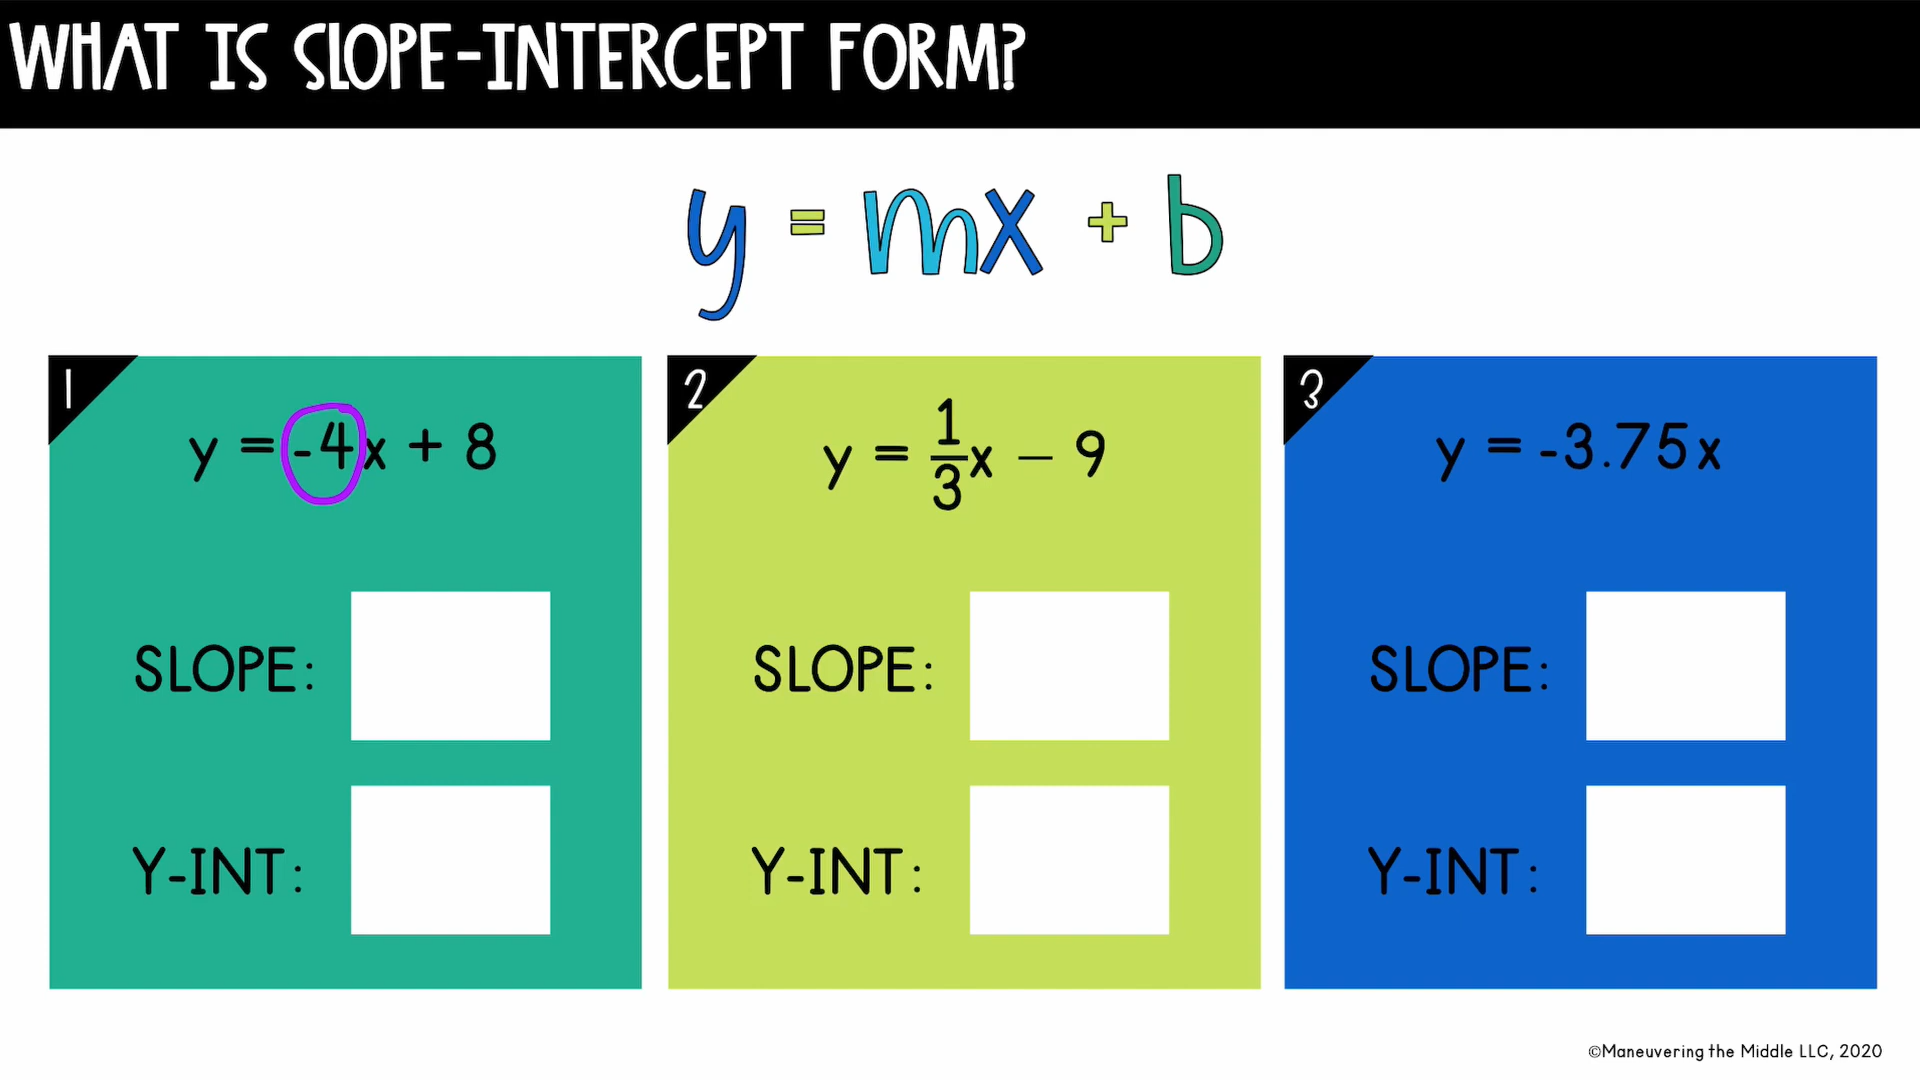 WHAT IS SLOPE-INTERCEPT FORM?
y = mx + b
1
y = -4x + 8
SLOPE:
Y-INT:
2
y = 1/3x – 9
SLOPE:
Y-INT:
3
y = -3.75x
SLOPE:
Y-INT:
©Maneuvering the Middle LLC, 2020